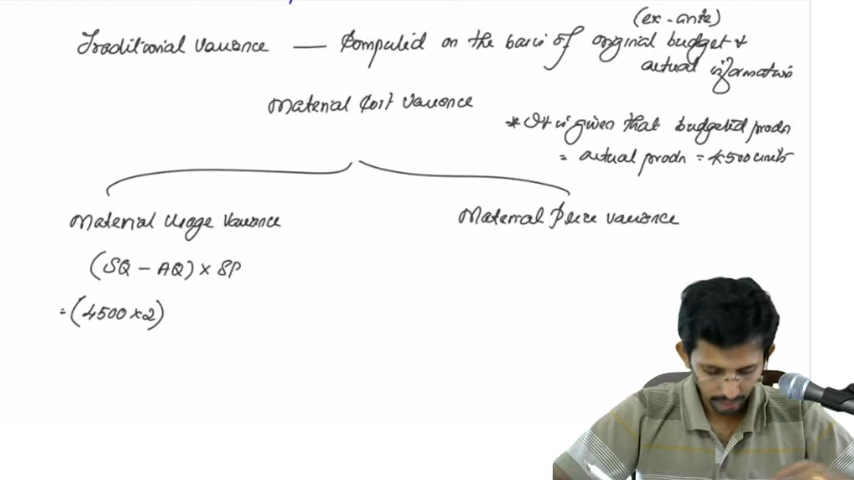 (ex-ante)
Traditional Variance — Computed on the basis of original budget +
actual information
Material Cost Variance
* It is given that budgeted prodn
= actual prodn = 4500 units
Material Usage Variance
Material Price Variance
(SQ - AQ) × SP
= (4500 × 2)